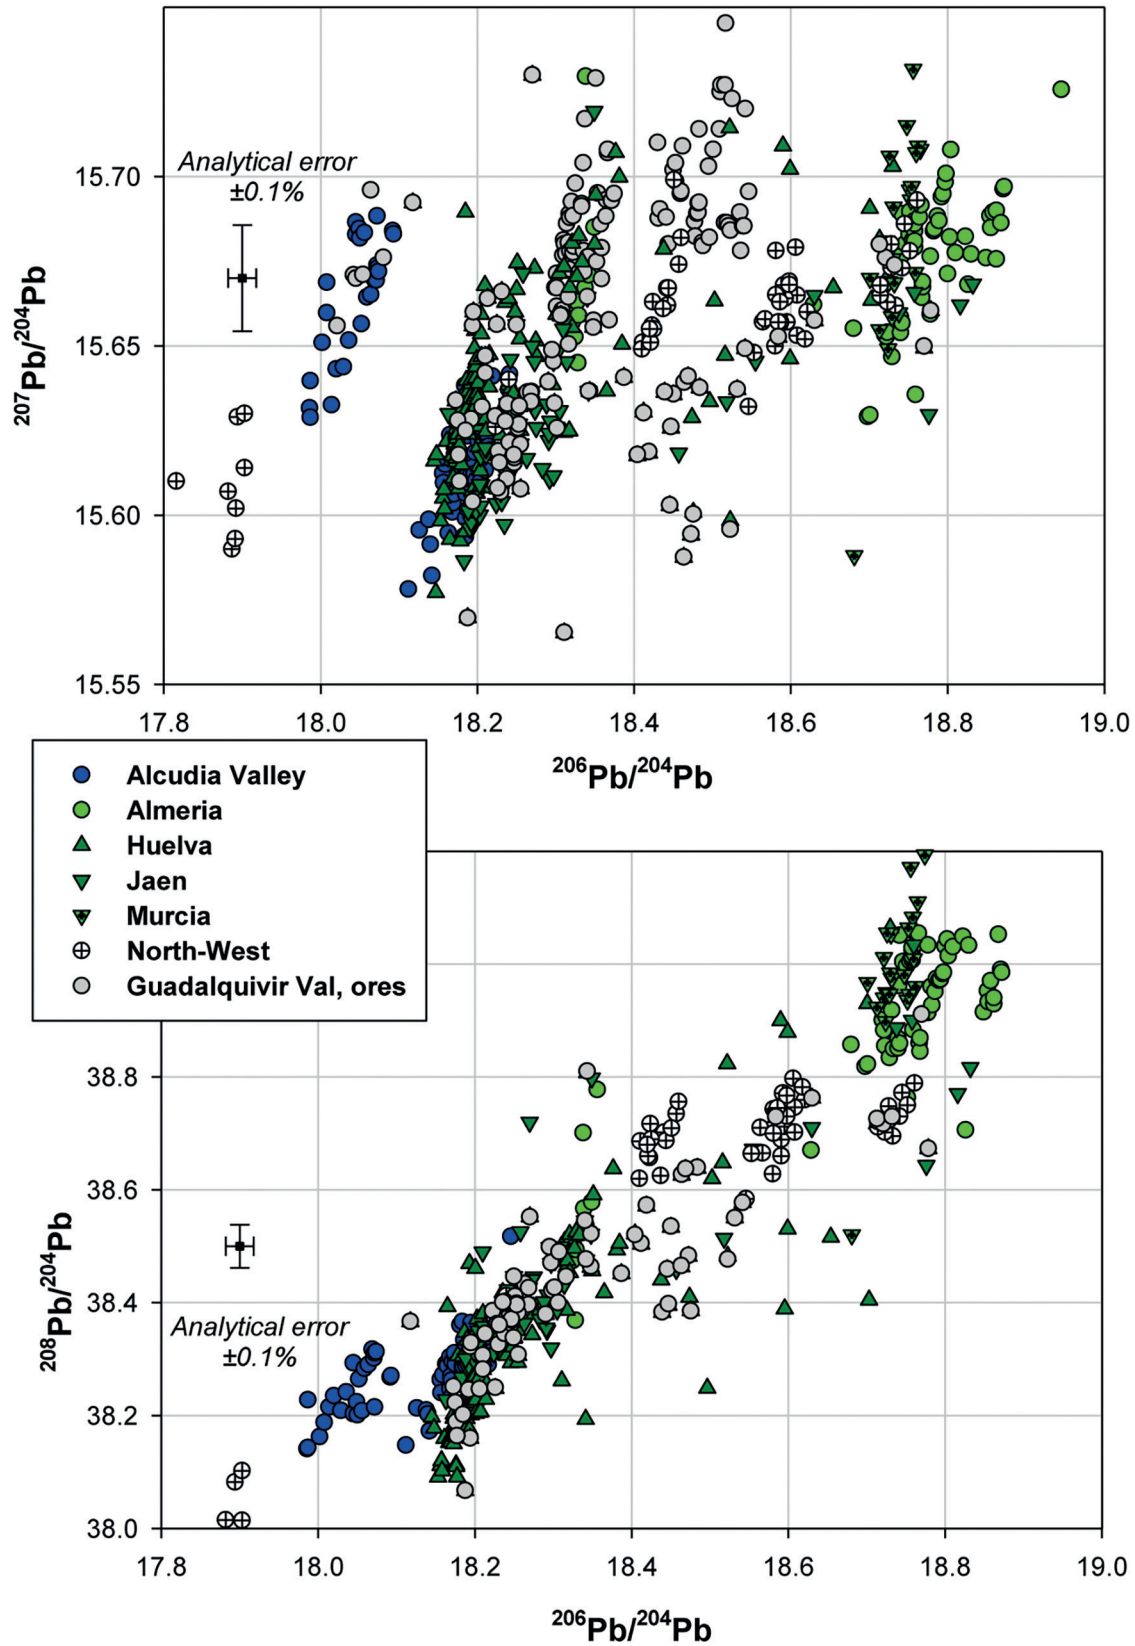 15.70
15.65
15.60
15.55
²⁰⁷Pb/²⁰⁴Pb
Analytical error
±0.1%
17.8 18.0 18.2 18.4 18.6 18.8 19.0
²⁰⁶Pb/²⁰⁴Pb
Alcudia Valley
Almeria
Huelva
Jaen
Murcia
North-West
Guadalquivir Val, ores
38.8
38.6
38.4
38.2
38.0
²⁰⁸Pb/²⁰⁴Pb
Analytical error
±0.1%
17.8 18.0 18.2 18.4 18.6 18.8 19.0
²⁰⁶Pb/²⁰⁴Pb